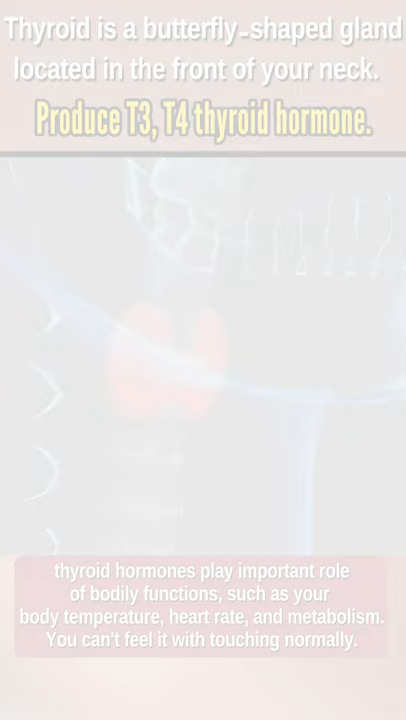 Thyroid is a butterfly-shaped gland
located in the front of your neck.
Produce T3, T4 thyroid hormone.
thyroid hormones play important role
of bodily functions, such as your
body temperature, heart rate, and metabolism.
You can't feel it with touching normally.